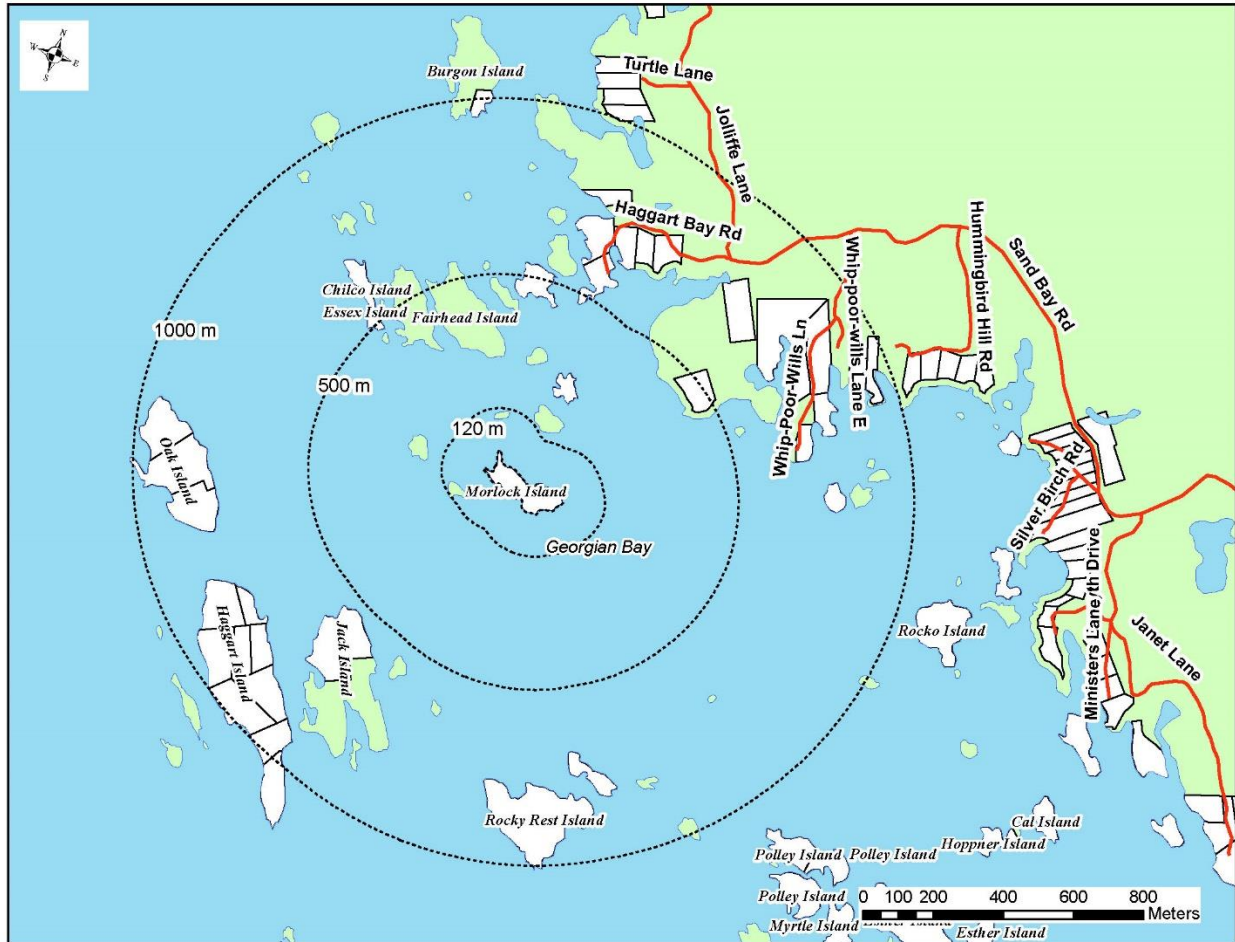 N
W
E
S
Burgon Island
Turtle Lane
Jolliffe Lane
Haggart Bay Rd
Whip-poor-wills Lane E
Hummingbird Hill Rd
Sand Bay Rd
Chilco Island
Essex Island
Fairhead Island
1000 m
500 m
120 m
Whip-Poor-Wills Ln
Oak Island
Morlock Island
Georgian Bay
Silver Birch Rd
Ministers Lane
th Drive
Janet Lane
Haggart Island
Jack Island
Rocko Island
Rocky Rest Island
Cal Island
Hoppner Island
Polley Island
Polley Island
Polley Island
Myrtle Island
Esther Island
0 100 200 400 600 800
Meters